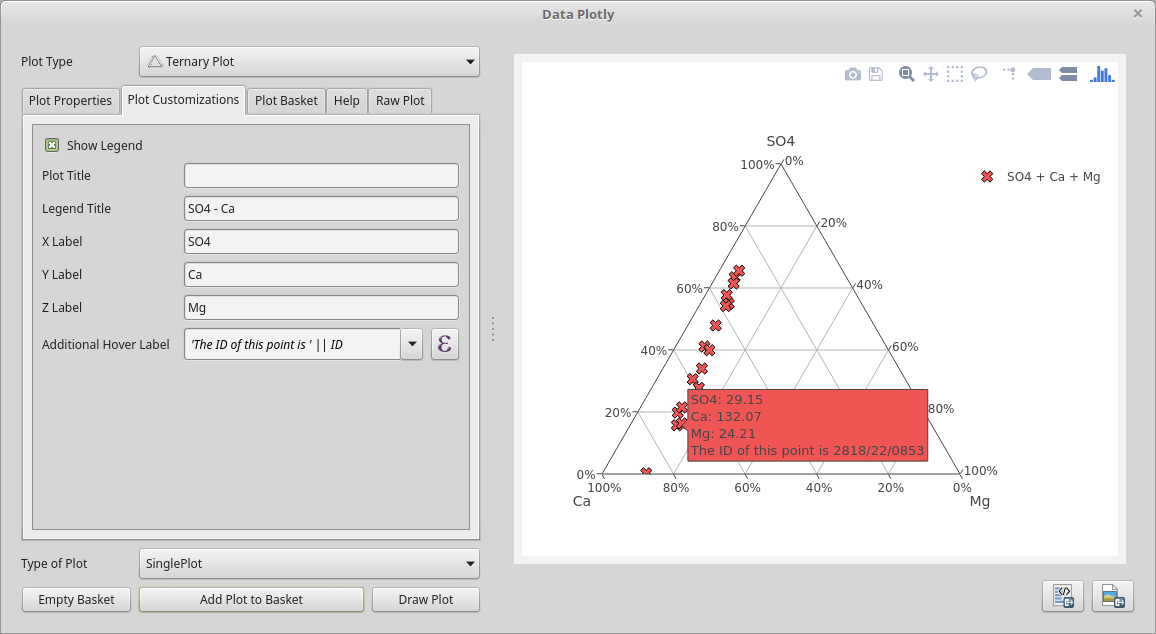 Data Plotly
Plot Type
Ternary Plot
Plot Properties
Plot Customizations
Plot Basket
Help
Raw Plot
Show Legend
Plot Title
Legend Title
SO4 - Ca
X Label
SO4
Y Label
Ca
Z Label
Mg
Additional Hover Label
'The ID of this point is ' || ID
ε
Type of Plot
SinglePlot
Empty Basket
Add Plot to Basket
Draw Plot
SO4
100%
0%
SO4 + Ca + Mg
80%
20%
60%
40%
40%
60%
SO4: 29.15
Ca: 132.07
Mg: 24.21
The ID of this point is 2818/22/0853
20%
80%
0%
100%
100%
80%
60%
40%
20%
0%
Ca
Mg